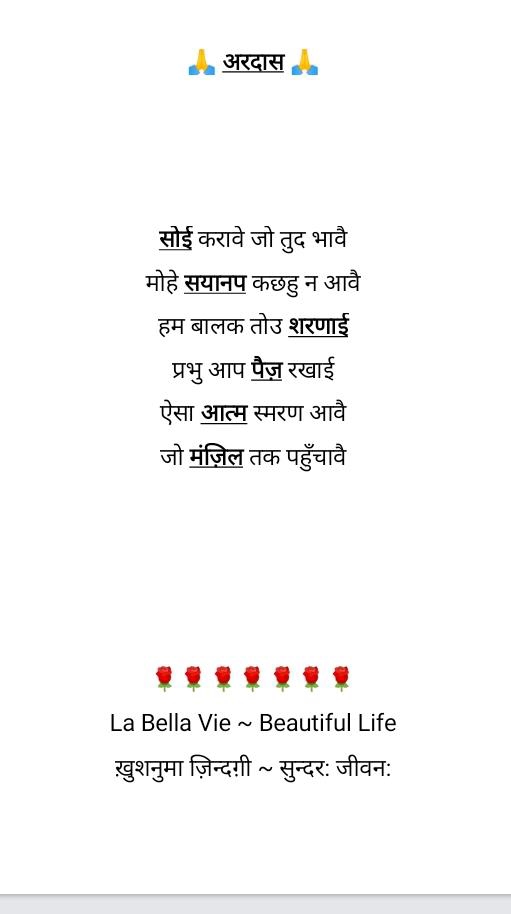 🙏 अरदास 🙏
सोई करावे जो तुद भावै
मोहे सयानप कछहु न आवै
हम बालक तोउ शरणाई
प्रभु आप पैज़ रखाई
ऐसा आत्म स्मरण आवै
जो मंज़िल तक पहुँचावै
🌹🌹🌹🌹🌹🌹🌹
La Bella Vie ~ Beautiful Life
ख़ुशनुमा ज़िन्दग़ी ~ सुन्दर: जीवन: